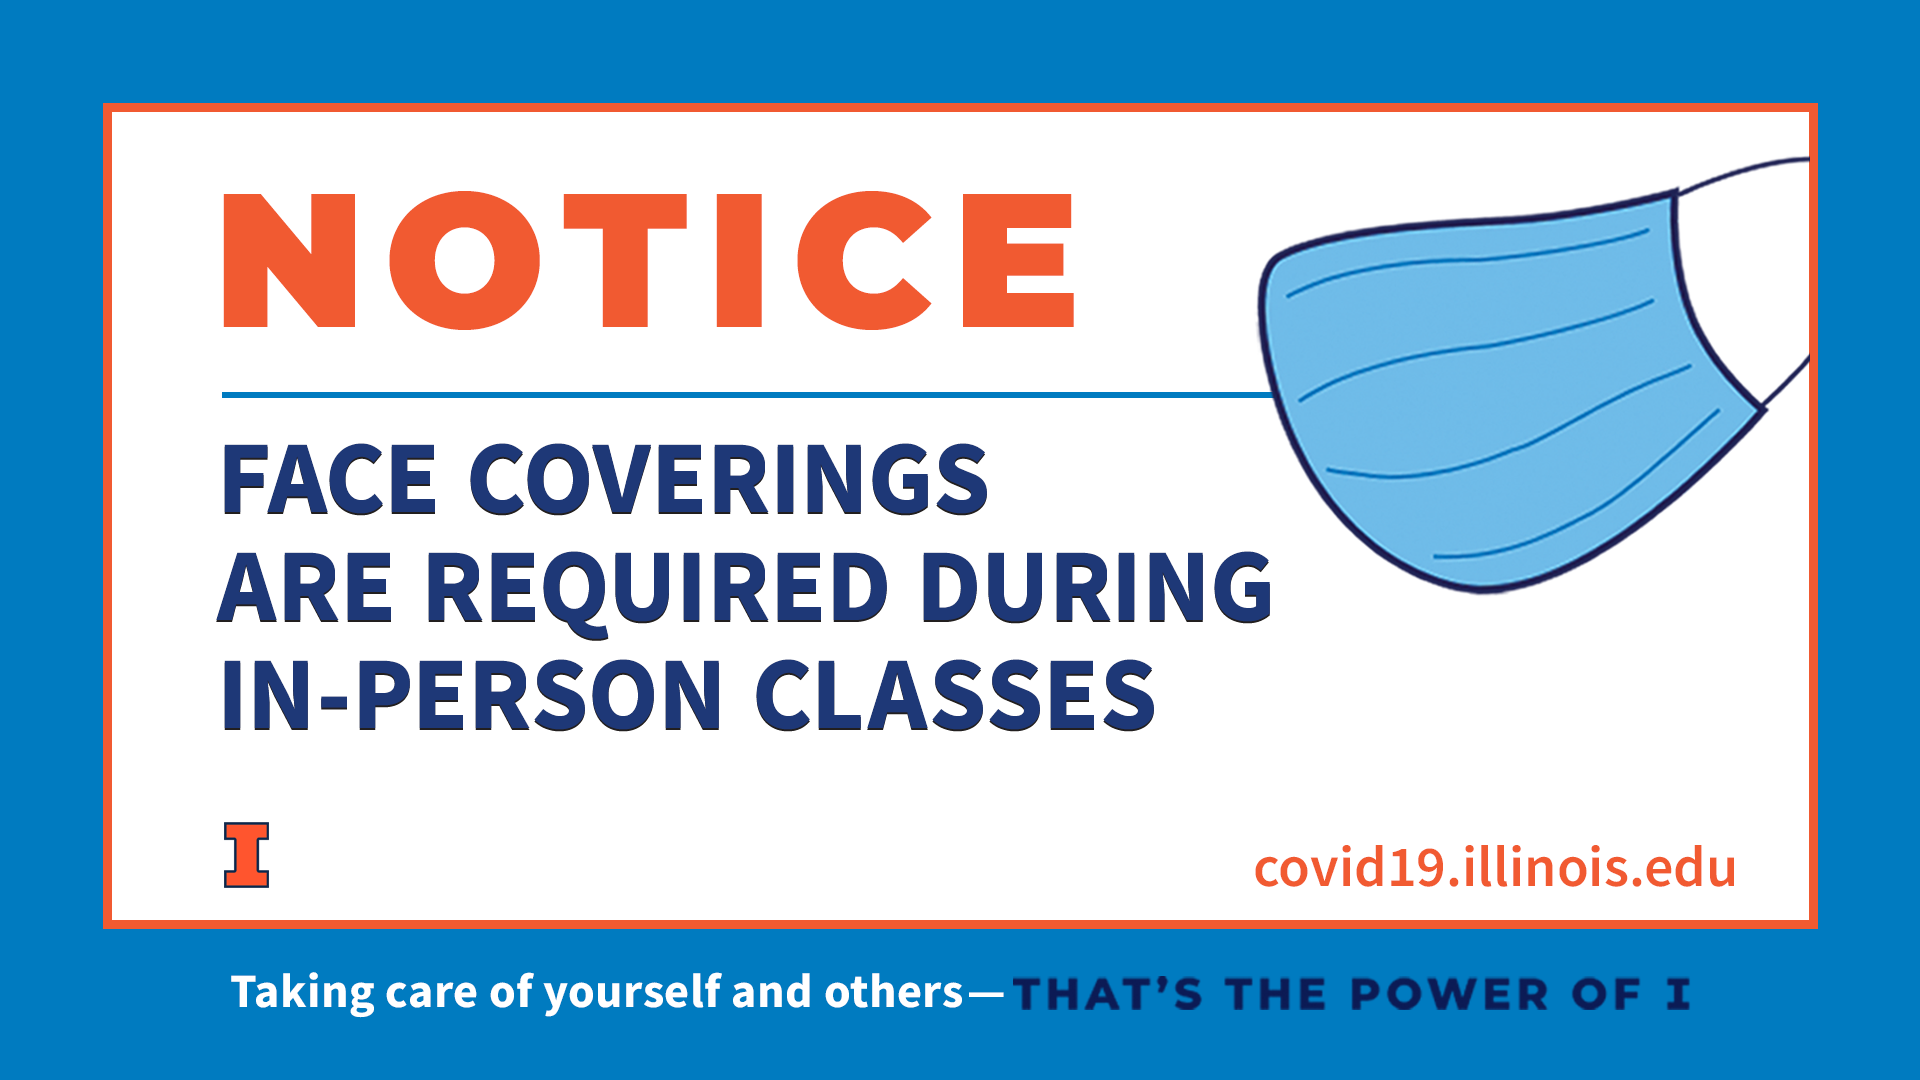 NOTICE
FACE COVERINGS
ARE REQUIRED DURING
IN-PERSON CLASSES
I
covid19.illinois.edu
Taking care of yourself and others—THAT'S THE POWER OF I